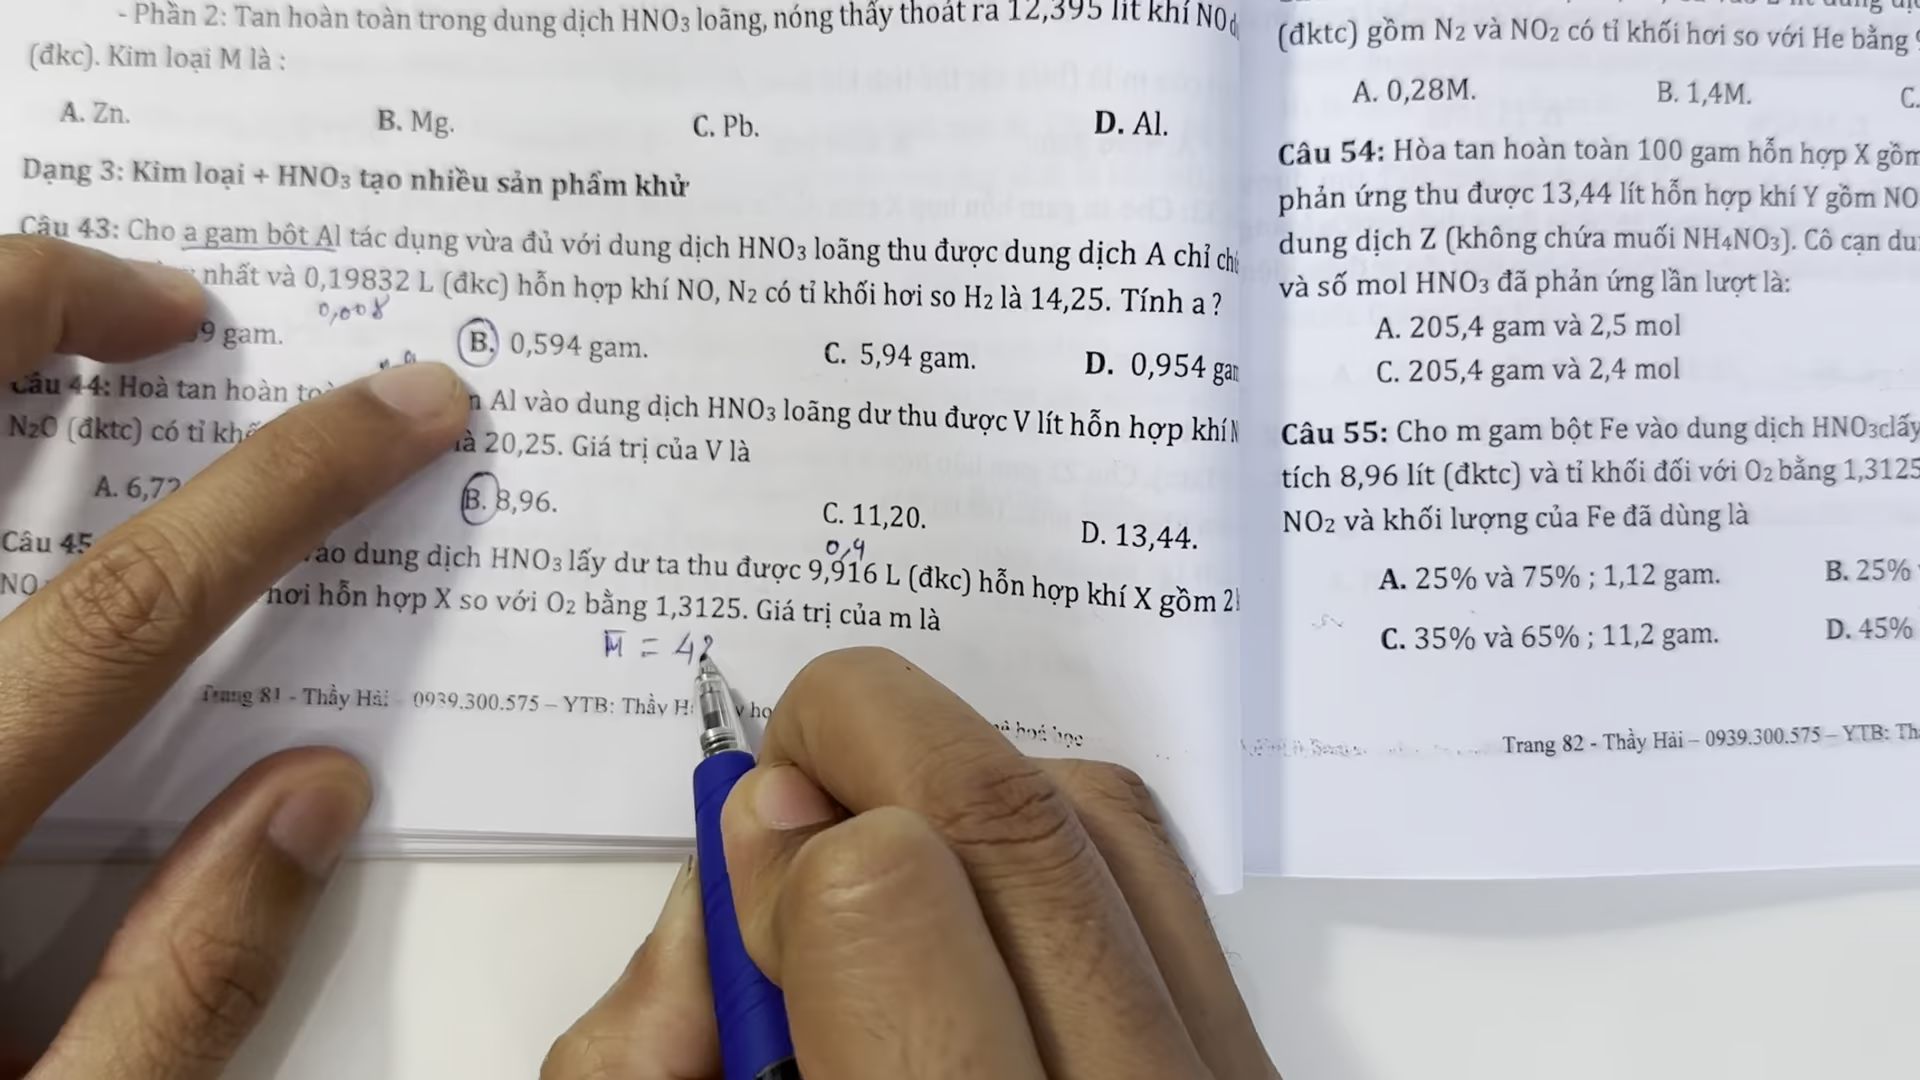 - Phần 2: Tan hoàn toàn trong dung dịch HNO3 loãng, nóng thấy thoát ra 12,395 lít khí NO
(đkc). Kim loại M là :
A. Zn. B. Mg. C. Pb. D. Al.
Dạng 3: Kim loại + HNO3 tạo nhiều sản phẩm khử
Câu 43: Cho a gam bột Al tác dụng vừa đủ với dung dịch HNO3 loãng thu được dung dịch A chỉ
nhất và 0,19832 L (đkc) hỗn hợp khí NO, N2 có tỉ khối hơi so H2 là 14,25. Tính a ?
0,008
9 gam. B. 0,594 gam. C. 5,94 gam. D. 0,954
Câu 44: Hoà tan hoàn Al vào dung dịch HNO3 loãng dư thu được V lít hỗn hợp khí
N2O (đktc) có tỉ là 20,25. Giá trị của V là
A. 6,72 B. 8,96. C. 11,20. D. 13,44.
0,4
Câu 45 vào dung dịch HNO3 lấy dư ta thu được 9,916 L (đkc) hỗn hợp khí X gồm
NO hơi hỗn hợp X so với O2 bằng 1,3125. Giá trị của m là
M̅ = 42
Trang 81 - Thầy Hải - 0939.300.575 – YTB: Thầy hoá học
(đktc) gồm N2 và NO2 có tỉ khối hơi so với He bằng
A. 0,28M. B. 1,4M. C.
Câu 54: Hòa tan hoàn toàn 100 gam hỗn hợp X gồm
phản ứng thu được 13,44 lít hỗn hợp khí Y gồm NO
dung dịch Z (không chứa muối NH4NO3). Cô cạn
và số mol HNO3 đã phản ứng lần lượt là:
A. 205,4 gam và 2,5 mol
C. 205,4 gam và 2,4 mol
Câu 55: Cho m gam bột Fe vào dung dịch HNO3 lấy
tích 8,96 lít (đktc) và tỉ khối đối với O2 bằng 1,3125
NO2 và khối lượng của Fe đã dùng là
A. 25% và 75% ; 1,12 gam. B. 25%
C. 35% và 65% ; 11,2 gam. D. 45%
Trang 82 - Thầy Hải – 0939.300.575 – YTB: